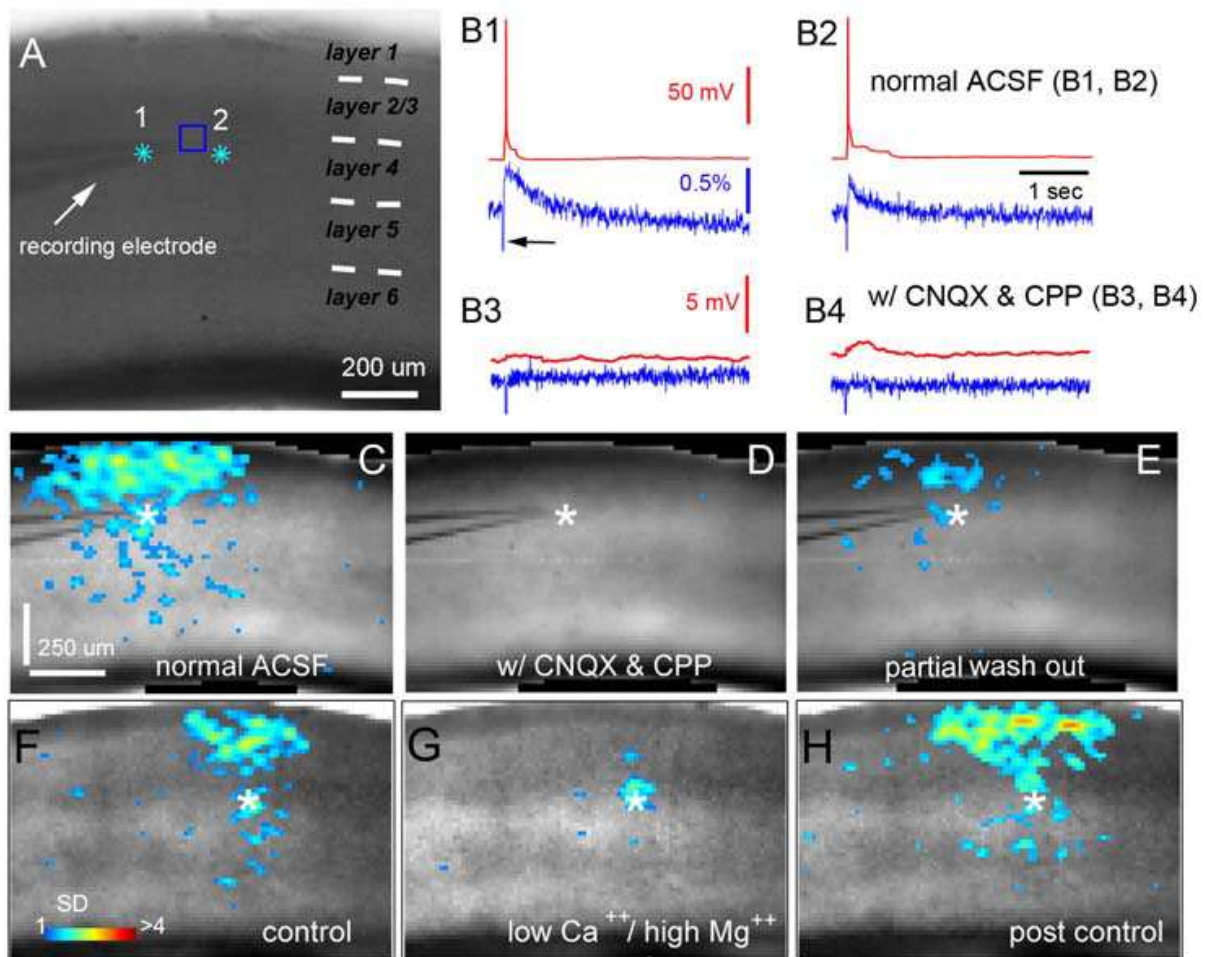 A
layer 1
layer 2/3
1
2
layer 4
recording electrode
layer 5
layer 6
200 um
B1
50 mV
0.5%
B2
normal ACSF (B1, B2)
1 sec
B3
5 mV
B4
w/ CNQX & CPP (B3, B4)
C
*
250 um
normal ACSF
D
*
w/ CNQX & CPP
E
*
partial wash out
F
*
SD
1
>4
control
G
*
low Ca⁺⁺/ high Mg⁺⁺
H
*
post control